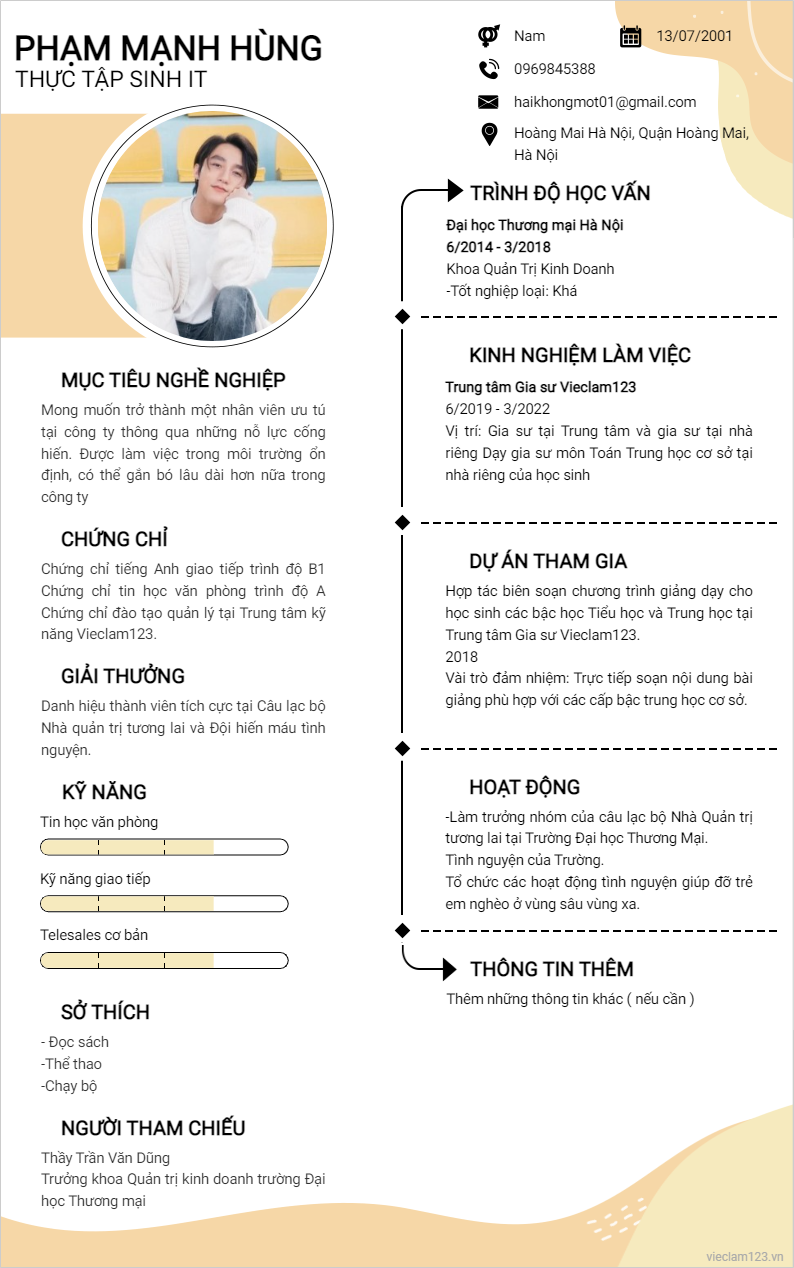 PHẠM MẠNH HÙNG
THỰC TẬP SINH IT
Nam
13/07/2001
0969845388
haikhongmot01@gmail.com
Hoàng Mai Hà Nội, Quận Hoàng Mai,
Hà Nội
MỤC TIÊU NGHỀ NGHIỆP
Mong muốn trở thành một nhân viên ưu tú
tại công ty thông qua những nỗ lực cống
hiến. Được làm việc trong môi trường ổn
định, có thể gắn bó lâu dài hơn nữa trong
công ty
CHỨNG CHỈ
Chứng chỉ tiếng Anh giao tiếp trình độ B1
Chứng chỉ tin học văn phòng trình độ A
Chứng chỉ đào tạo quản lý tại Trung tâm kỹ
năng Vieclam123.
GIẢI THƯỞNG
Danh hiệu thành viên tích cực tại Câu lạc bộ
Nhà quản trị tương lai và Đội hiến máu tình
nguyện.
KỸ NĂNG
Tin học văn phòng
Kỹ năng giao tiếp
Telesales cơ bản
SỞ THÍCH
- Đọc sách
-Thể thao
-Chạy bộ
NGƯỜI THAM CHIẾU
Thầy Trần Văn Dũng
Trưởng khoa Quản trị kinh doanh trường Đại
học Thương mại
TRÌNH ĐỘ HỌC VẤN
Đại học Thương mại Hà Nội
6/2014 - 3/2018
Khoa Quản Trị Kinh Doanh
-Tốt nghiệp loại: Khá
KINH NGHIỆM LÀM VIỆC
Trung tâm Gia sư Vieclam123
6/2019 - 3/2022
Vị trí: Gia sư tại Trung tâm và gia sư tại nhà
riêng Dạy gia sư môn Toán Trung học cơ sở tại
nhà riêng của học sinh
DỰ ÁN THAM GIA
Hợp tác biên soạn chương trình giảng dạy cho
học sinh các bậc học Tiểu học và Trung học tại
Trung tâm Gia sư Vieclam123.
2018
Vài trò đảm nhiệm: Trực tiếp soạn nội dung bài
giảng phù hợp với các cấp bậc trung học cơ sở.
HOẠT ĐỘNG
-Làm trưởng nhóm của câu lạc bộ Nhà Quản trị
tương lai tại Trường Đại học Thương Mại.
Tình nguyện của Trường.
Tổ chức các hoạt động tình nguyện giúp đỡ trẻ
em nghèo ở vùng sâu vùng xa.
THÔNG TIN THÊM
Thêm những thông tin khác ( nếu cần )
vieclam123.vn